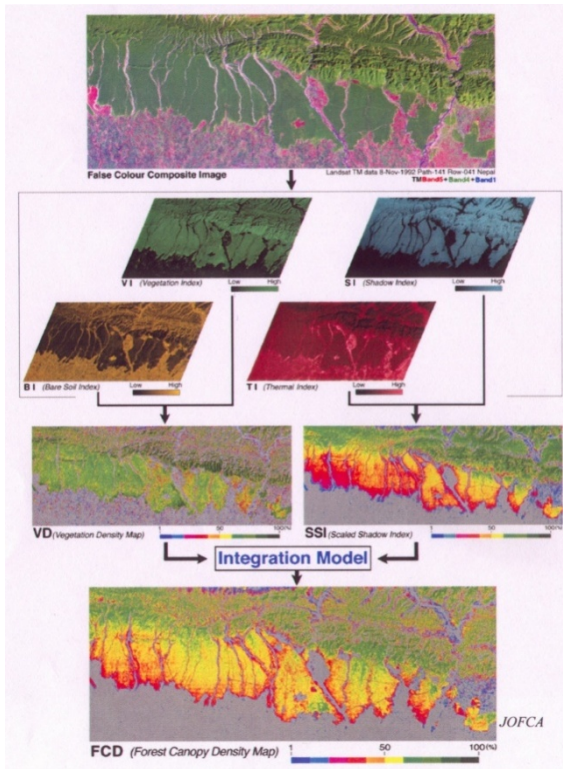 False Colour Composite Image
Landsat TM data 8-Nov-1992 Path-141 Row-041 Nepal
TM Band5+Band4+Band1
VI (Vegetation Index)
Low High
SI (Shadow Index)
Low High
BI (Bare Soil Index)
Low High
TI (Thermal Index)
Low High
VD (Vegetation Density Map)
1 50 100(%)
SSI (Scaled Shadow Index)
1 50 100(%)
Integration Model
JOFCA
FCD (Forest Canopy Density Map)
1 50 100(%)